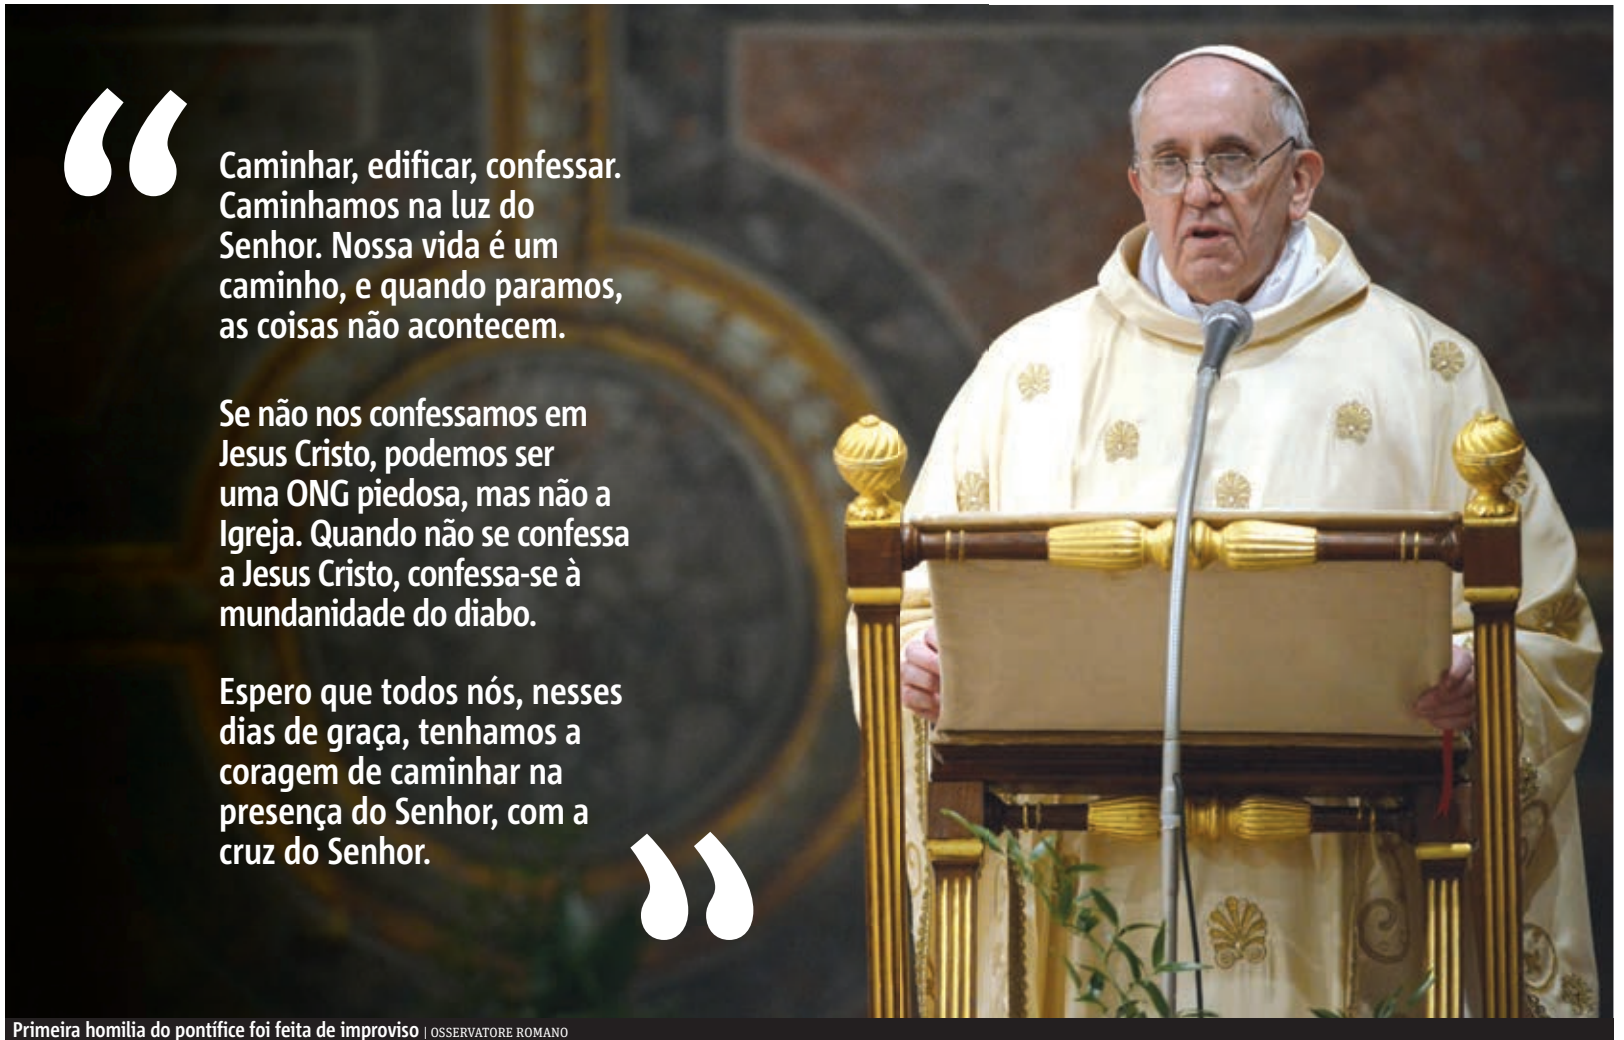 “
Caminhar, edificar, confessar.
Caminhamos na luz do
Senhor. Nossa vida é um
caminho, e quando paramos,
as coisas não acontecem.
Se não nos confessamos em
Jesus Cristo, podemos ser
uma ONG piedosa, mas não a
Igreja. Quando não se confessa
a Jesus Cristo, confessa-se à
mundanidade do diabo.
Espero que todos nós, nesses
dias de graça, tenhamos a
coragem de caminhar na
presença do Senhor, com a
cruz do Senhor.
”
Primeira homilia do pontífice foi feita de improviso | OSSERVATORE ROMANO